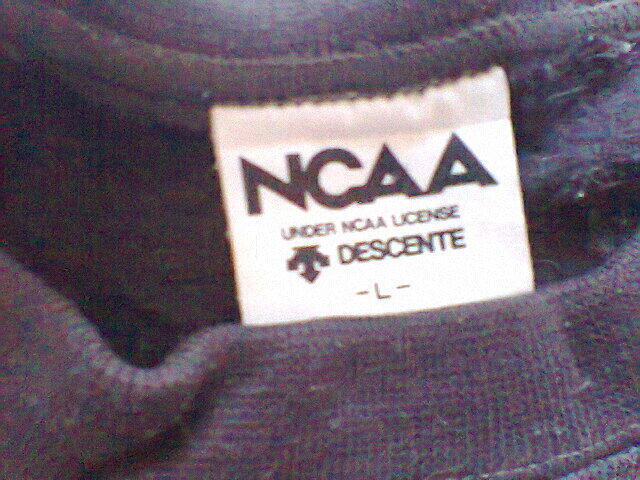 NCAA
UNDER NCAA LICENSE
DESCENTE
-L-